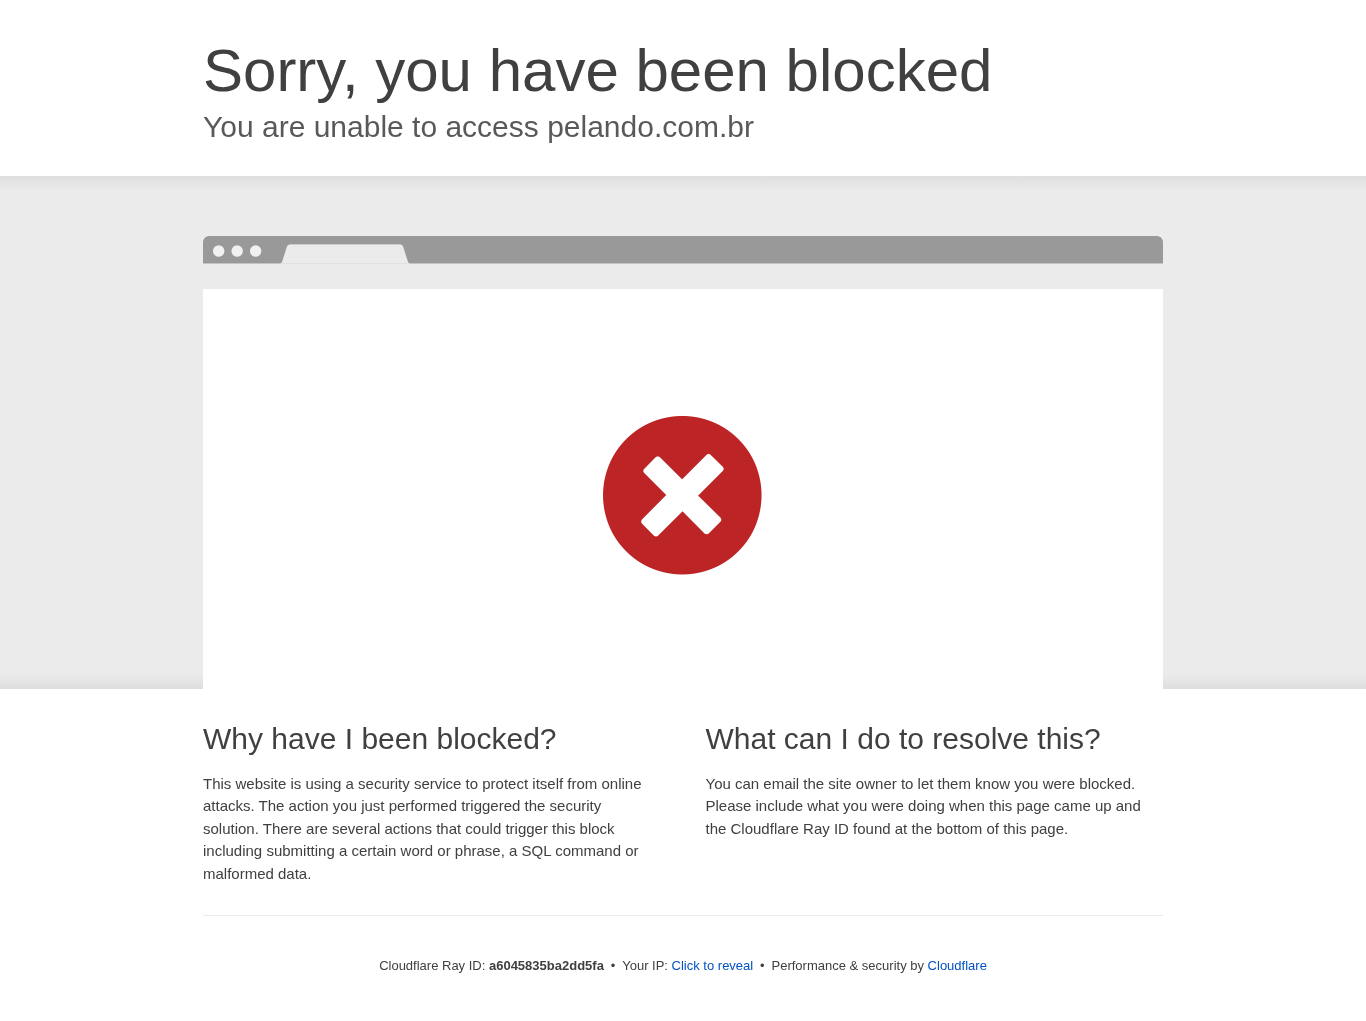 Sorry, you have been blocked
You are unable to access pelando.com.br
Why have I been blocked?
This website is using a security service to protect itself from online
attacks. The action you just performed triggered the security
solution. There are several actions that could trigger this block
including submitting a certain word or phrase, a SQL command or
malformed data.
What can I do to resolve this?
You can email the site owner to let them know you were blocked.
Please include what you were doing when this page came up and
the Cloudflare Ray ID found at the bottom of this page.
Cloudflare Ray ID: a6045835ba2dd5fa • Your IP: Click to reveal • Performance & security by Cloudflare